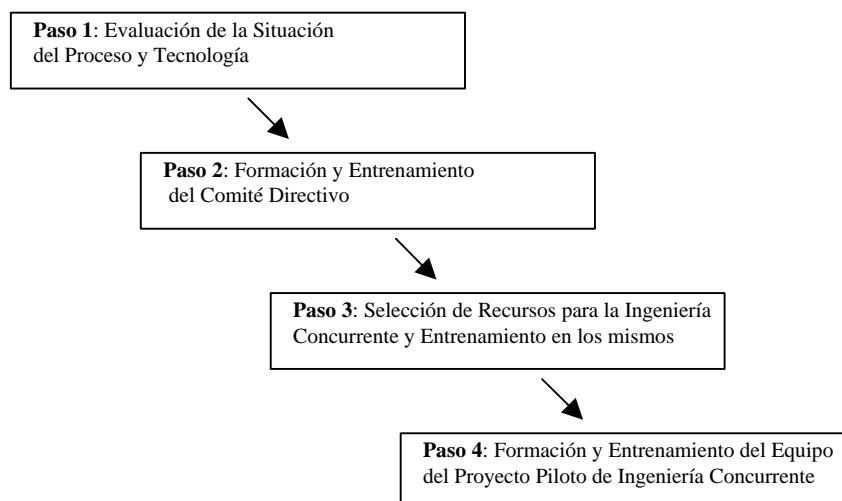 Paso 1: Evaluación de la Situación
del Proceso y Tecnología
Paso 2: Formación y Entrenamiento
del Comité Directivo
Paso 3: Selección de Recursos para la Ingeniería
Concurrente y Entrenamiento en los mismos
Paso 4: Formación y Entrenamiento del Equipo
del Proyecto Piloto de Ingeniería Concurrente